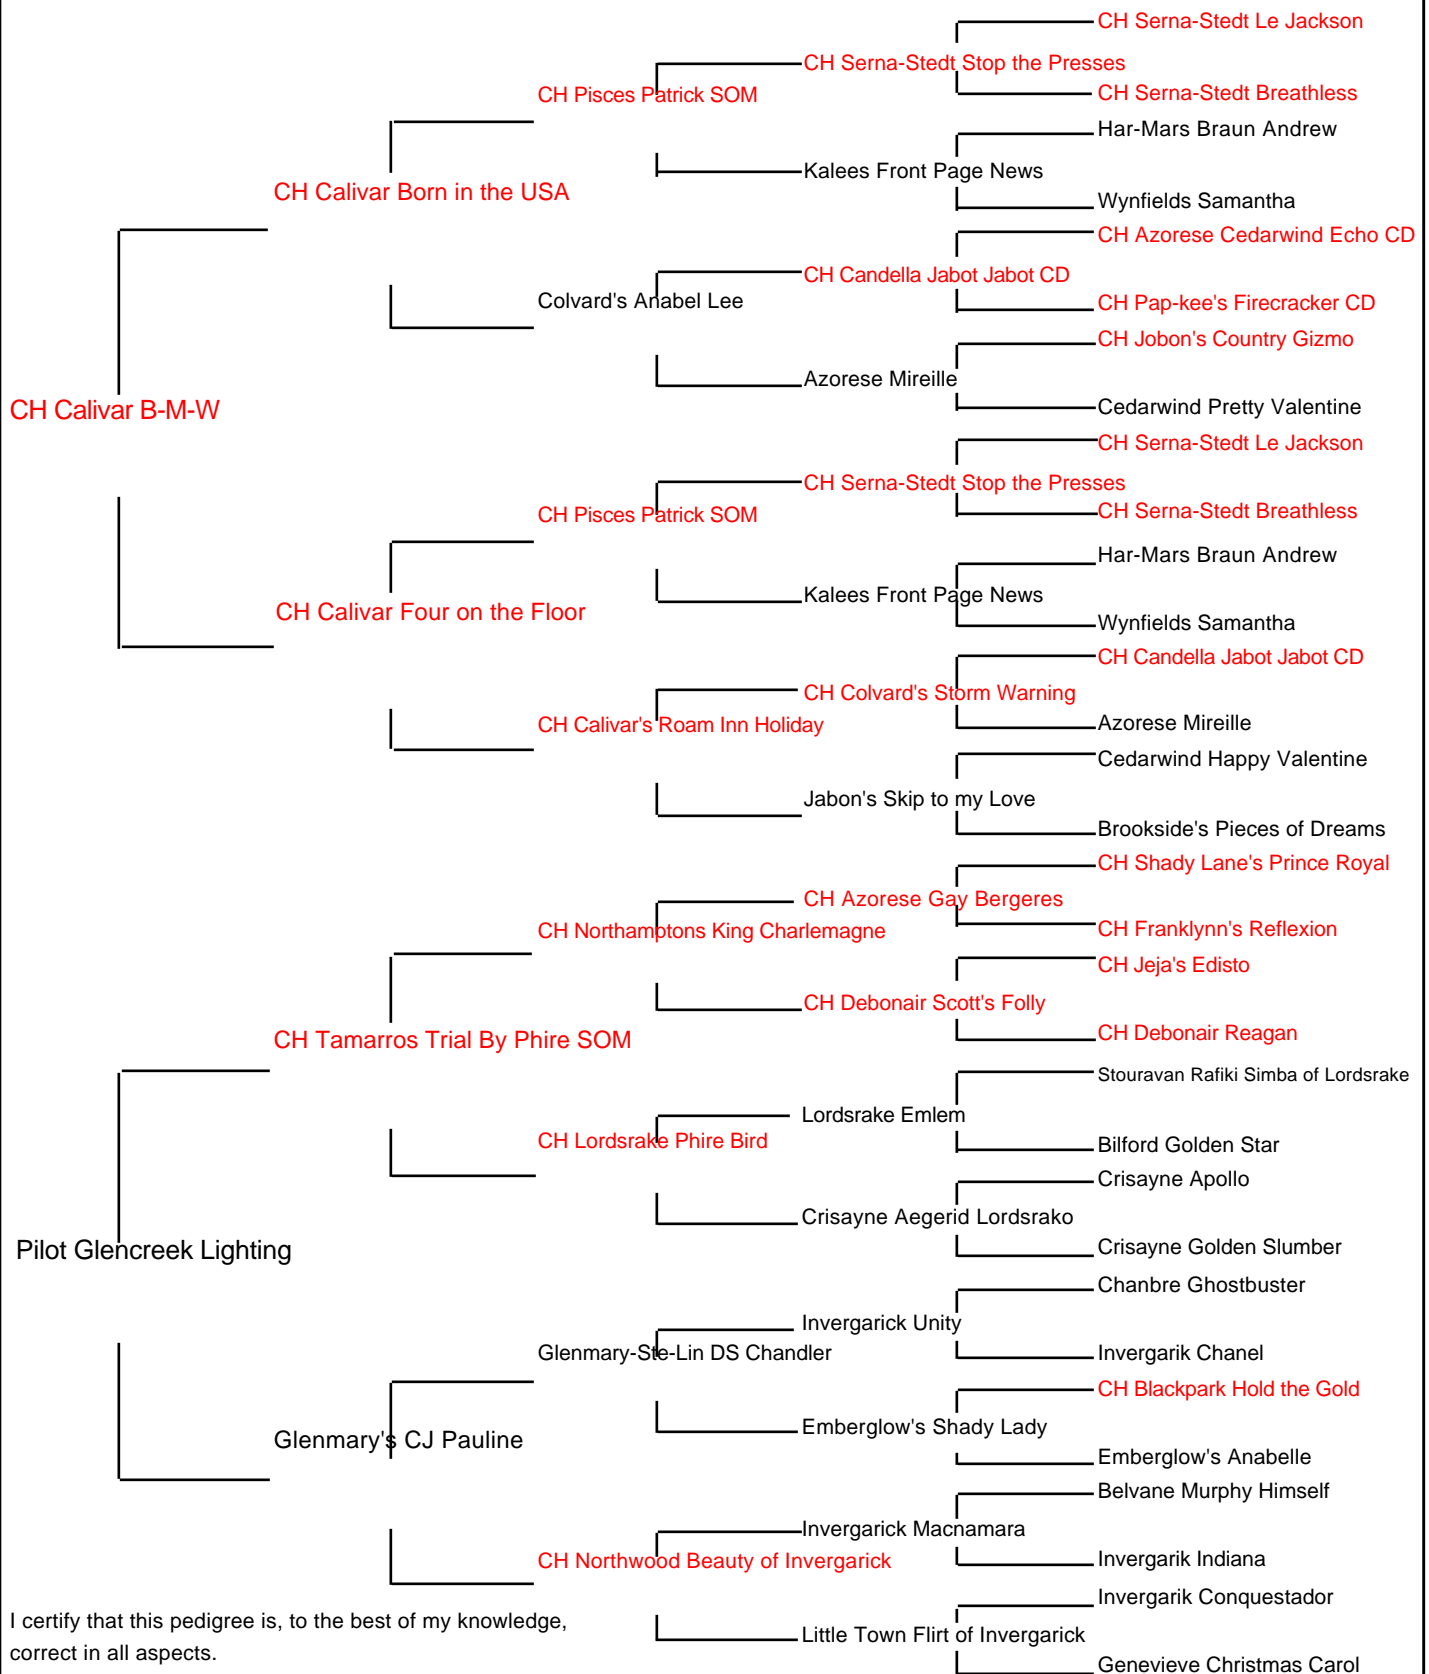 CH Serna-Stedt Le Jackson
CH Serna-Stedt Stop the Presses
CH Pisces Patrick SOM
CH Serna-Stedt Breathless
Har-Mars Braun Andrew
Kalees Front Page News
CH Calivar Born in the USA
Wynfields Samantha
CH Azorese Cedarwind Echo CD
CH Candella Jabot Jabot CD
Colvard's Anabel Lee
CH Pap-kee's Firecracker CD
CH Jobon's Country Gizmo
Azorese Mireille
CH Calivar B-M-W
Cedarwind Pretty Valentine
CH Serna-Stedt Le Jackson
CH Serna-Stedt Stop the Presses
CH Pisces Patrick SOM
CH Serna-Stedt Breathless
Har-Mars Braun Andrew
Kalees Front Page News
CH Calivar Four on the Floor
Wynfields Samantha
CH Candella Jabot Jabot CD
CH Colvard's Storm Warning
CH Calivar's Roam Inn Holiday
Azorese Mireille
Cedarwind Happy Valentine
Jabon's Skip to my Love
Brookside's Pieces of Dreams
CH Shady Lane's Prince Royal
CH Azorese Gay Bergeres
CH Northamptons King Charlemagne
CH Franklynn's Reflexion
CH Jeja's Edisto
CH Debonair Scott's Folly
CH Tamarros Trial By Phire SOM
CH Debonair Reagan
Stouravan Rafiki Simba of Lordsrake
Lordsrake Emlem
CH Lordsrake Phire Bird
Bilford Golden Star
Crisayne Apollo
Crisayne Aegerid Lordsrako
Pilot Glencreek Lighting
Crisayne Golden Slumber
Chanbre Ghostbuster
Invergarick Unity
Glenmary-Ste-Lin DS Chandler
Invergarik Chanel
CH Blackpark Hold the Gold
Emberglow's Shady Lady
Glenmary's CJ Pauline
Emberglow's Anabelle
Belvane Murphy Himself
Invergarick Macnamara
CH Northwood Beauty of Invergarick
Invergarik Indiana
Invergarik Conquestador
Little Town Flirt of Invergarick
Genevieve Christmas Carol
I certify that this pedigree is, to the best of my knowledge,
correct in all aspects.